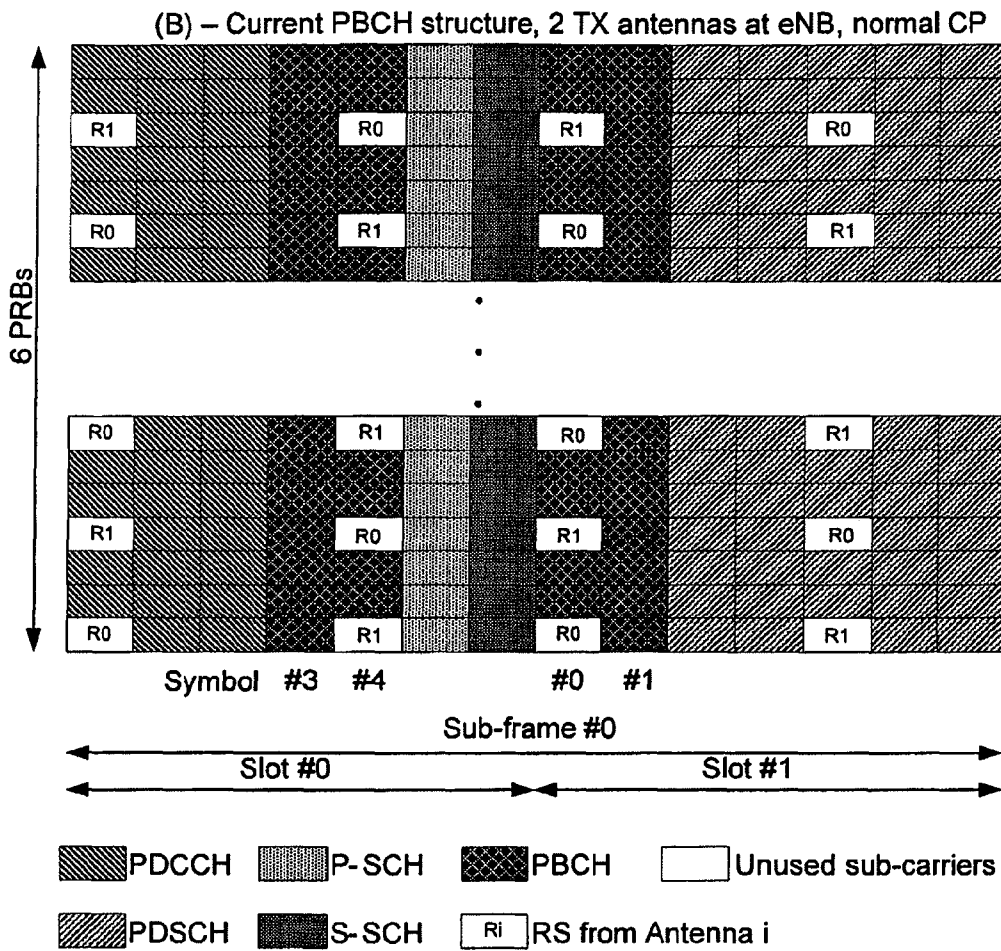 (B) – Current PBCH structure, 2 TX antennas at eNB, normal CP
6 PRBs
R1 R0 R1 R0
R0 R1 R0 R1
R0 R1 R0 R1
R1 R0 R1 R0
R0 R1 R0 R1
Symbol #3 #4 #0 #1
Sub-frame #0
Slot #0 Slot #1
PDCCH P-SCH PBCH Unused sub-carriers
PDSCH S-SCH Ri RS from Antenna i